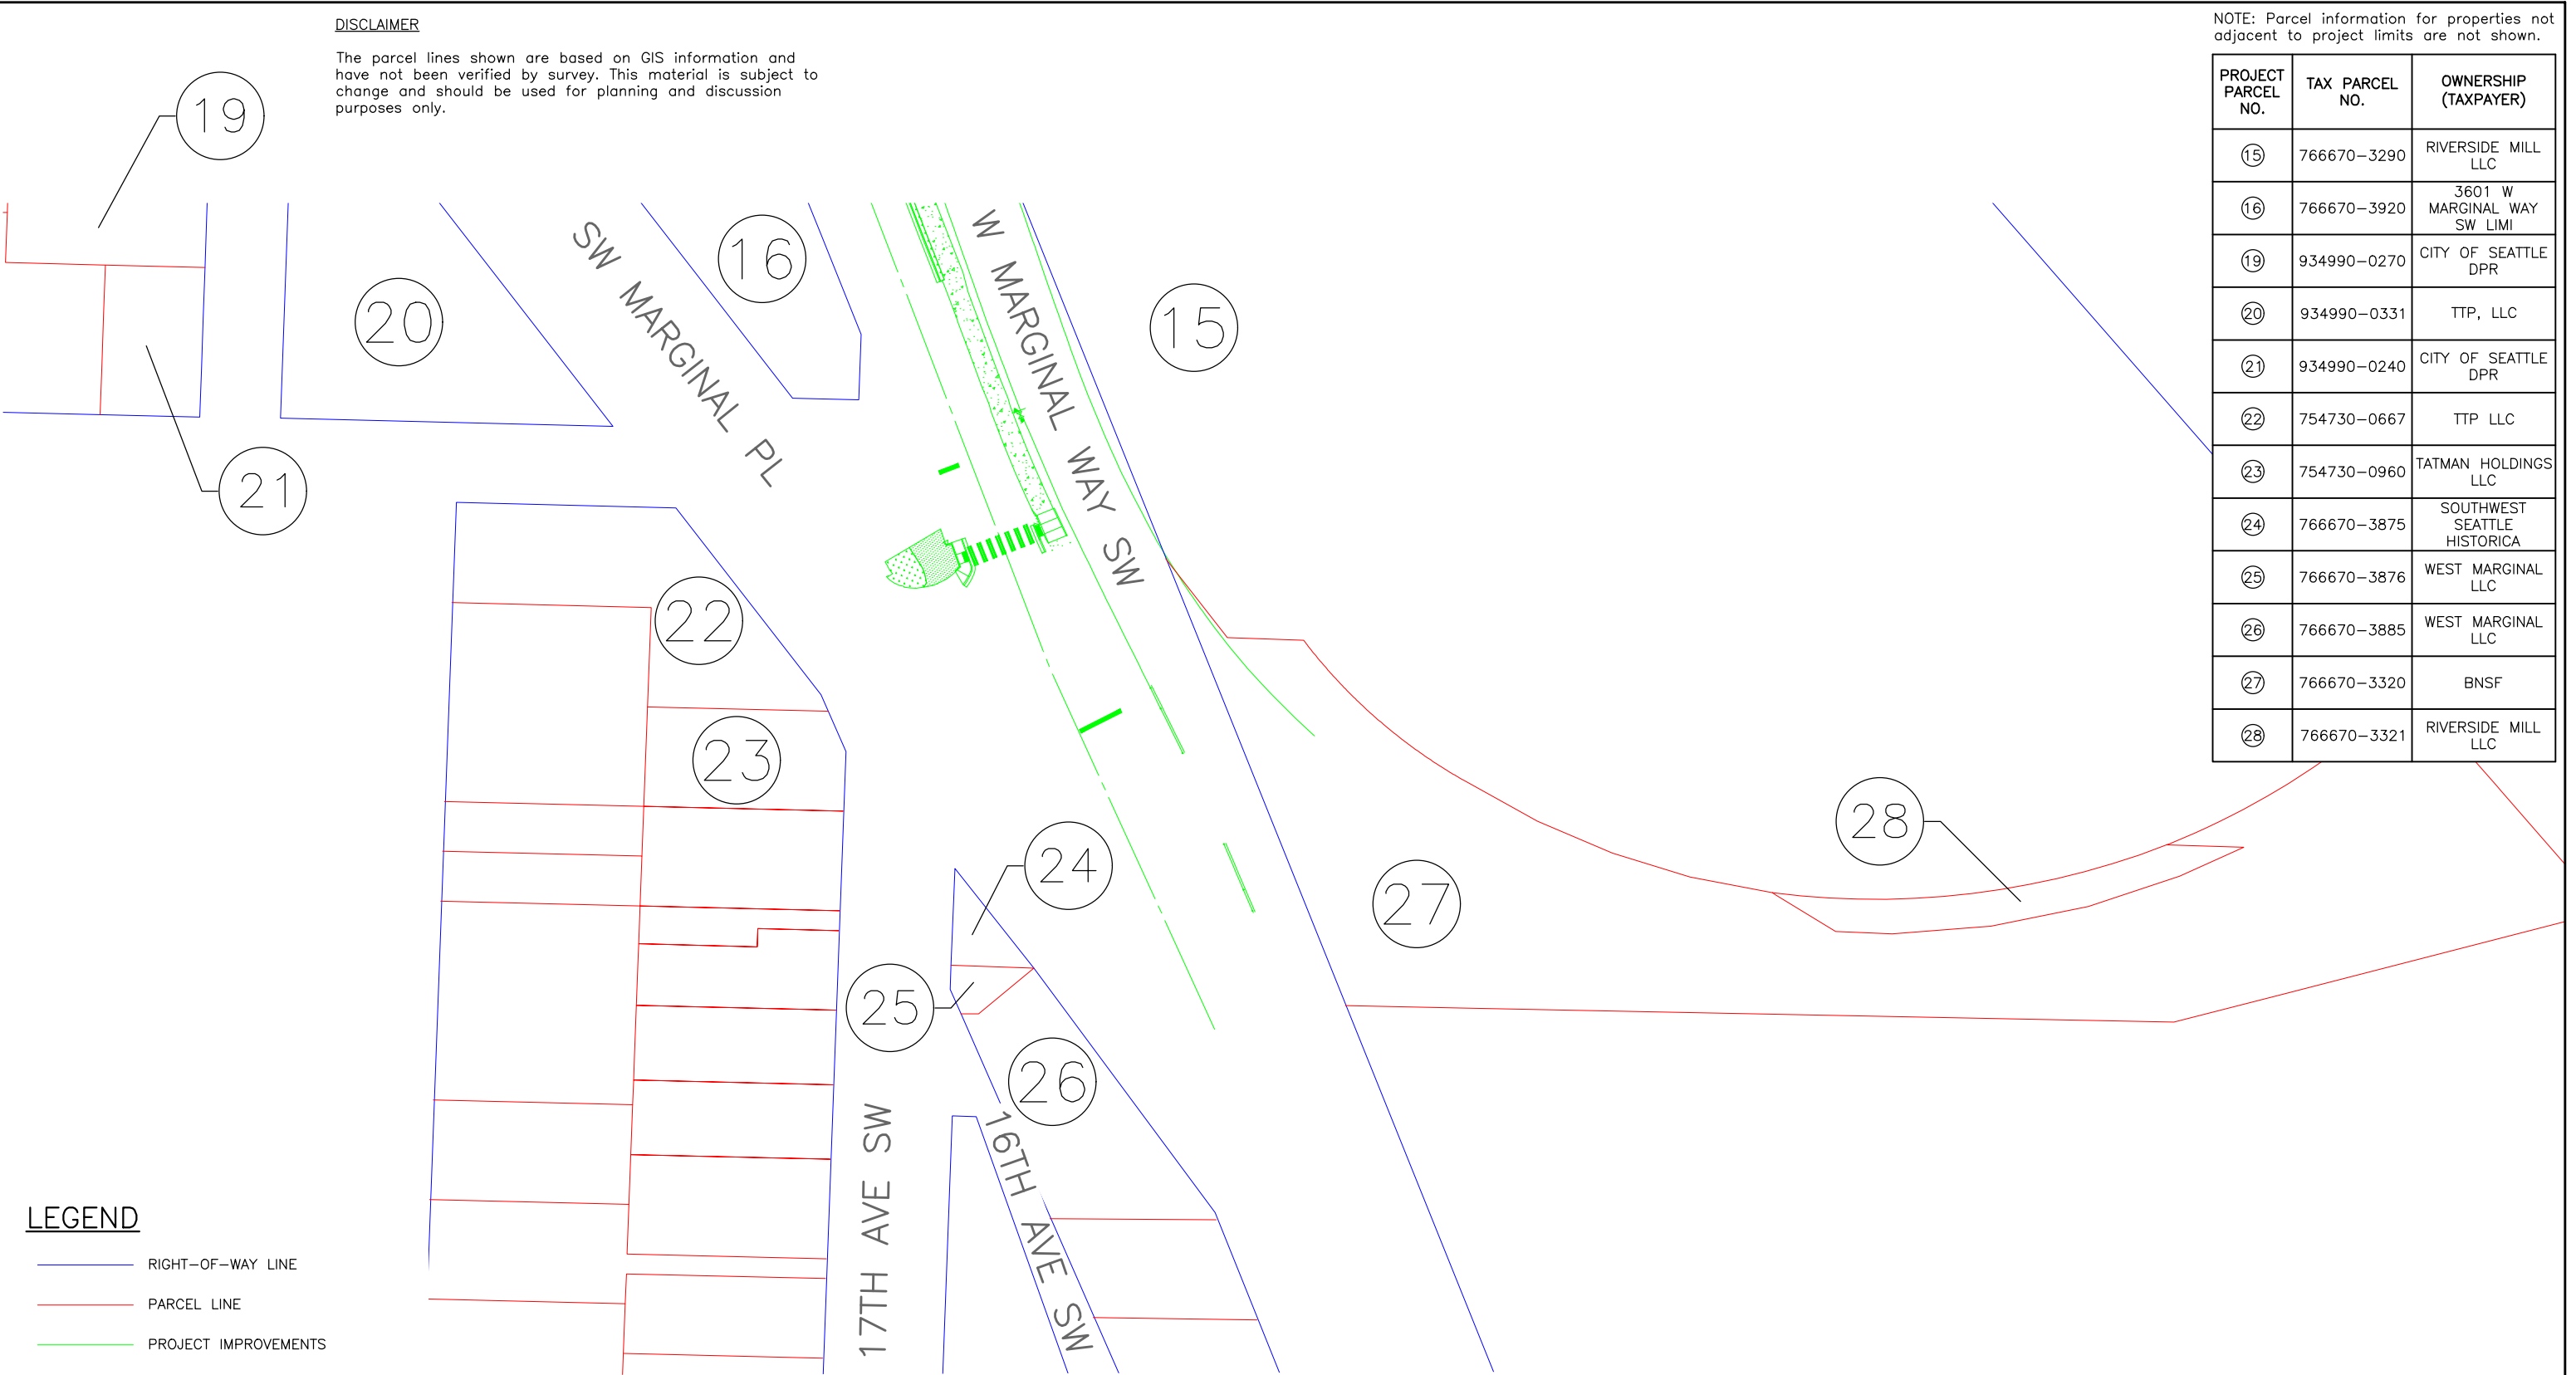 DISCLAIMER
The parcel lines shown are based on GIS information and
have not been verified by survey. This material is subject to
change and should be used for planning and discussion
purposes only.
NOTE: Parcel information for properties not
adjacent to project limits are not shown.
PROJECT
PARCEL
NO.
TAX PARCEL
NO.
OWNERSHIP
(TAXPAYER)
15 766670-3290 RIVERSIDE MILL
LLC
16 766670-3920 3601 W
MARGINAL WAY
SW LIMI
19 934990-0270 CITY OF SEATTLE
DPR
20 934990-0331 TTP, LLC
21 934990-0240 CITY OF SEATTLE
DPR
22 754730-0667 TTP LLC
23 754730-0960 TATMAN HOLDINGS
LLC
24 766670-3875 SOUTHWEST
SEATTLE
HISTORICA
25 766670-3876 WEST MARGINAL
LLC
26 766670-3885 WEST MARGINAL
LLC
27 766670-3320 BNSF
28 766670-3321 RIVERSIDE MILL
LLC
19
16
20
15
21
SW MARGINAL PL
W MARGINAL WAY SW
22
23
24
25
26
27
28
17TH AVE SW
16TH AVE SW
LEGEND
RIGHT-OF-WAY LINE
PARCEL LINE
PROJECT IMPROVEMENTS